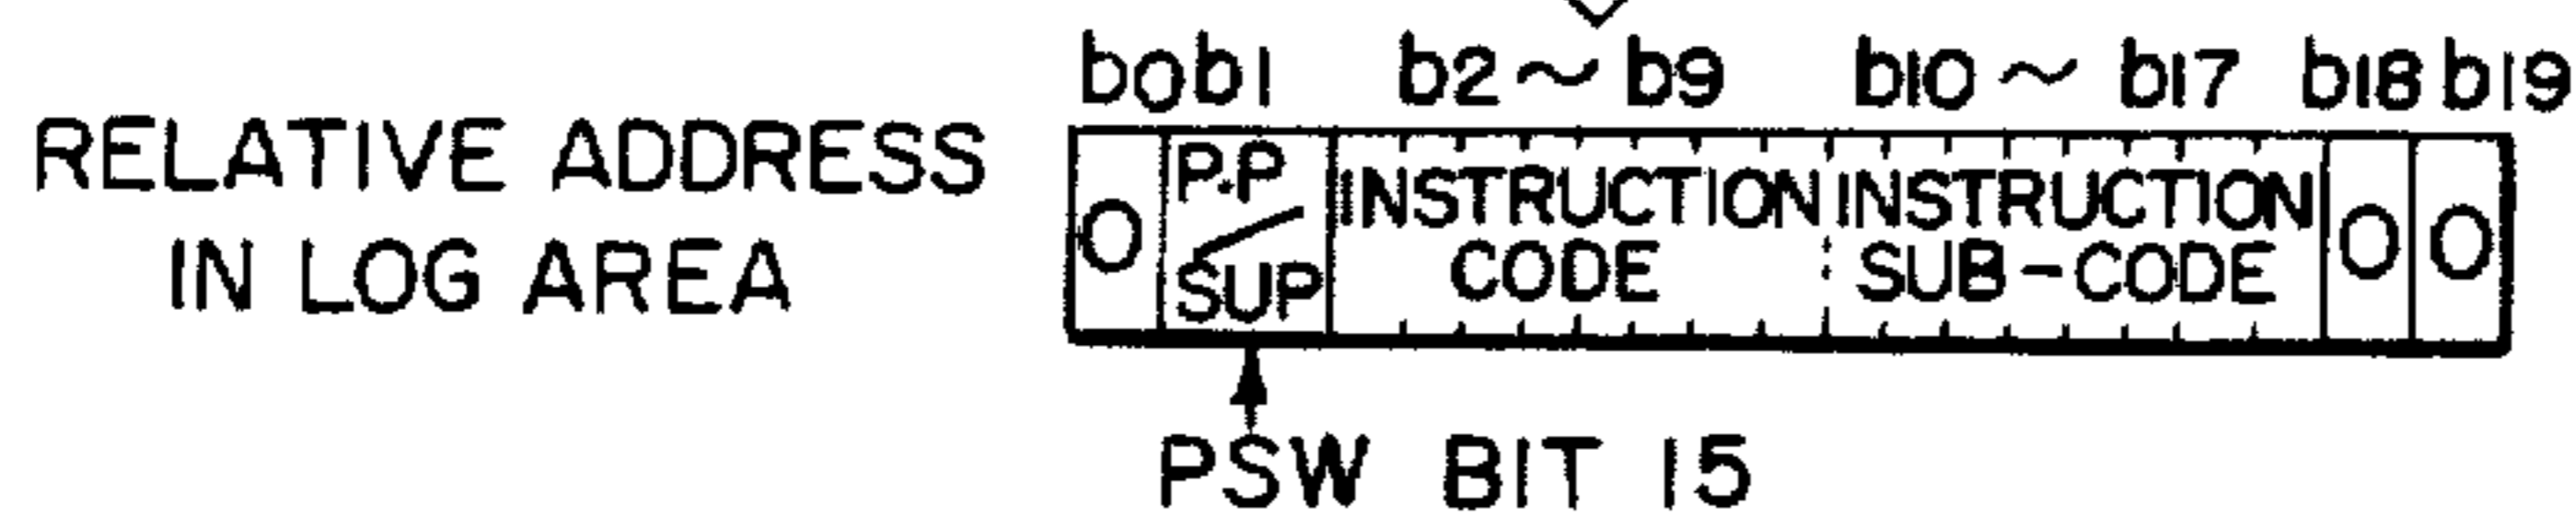 b0 b1 b2~b9 b10~b17 b18 b19
RELATIVE ADDRESS
IN LOG AREA
0 P.P/SUP INSTRUCTION CODE INSTRUCTION SUB-CODE 0 0
PSW BIT 15